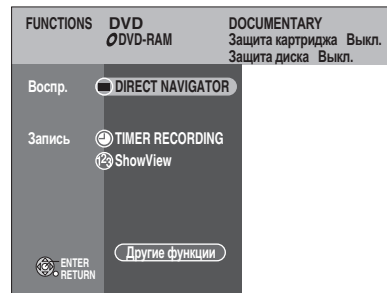 FUNCTIONS DVD DOCUMENTARY
DVD-RAM Защита картриджа Выкл.
Защита диска Выкл.
Воспр. DIRECT NAVIGATOR
Запись TIMER RECORDING
123 ShowView
Другие функции
ENTER
RETURN